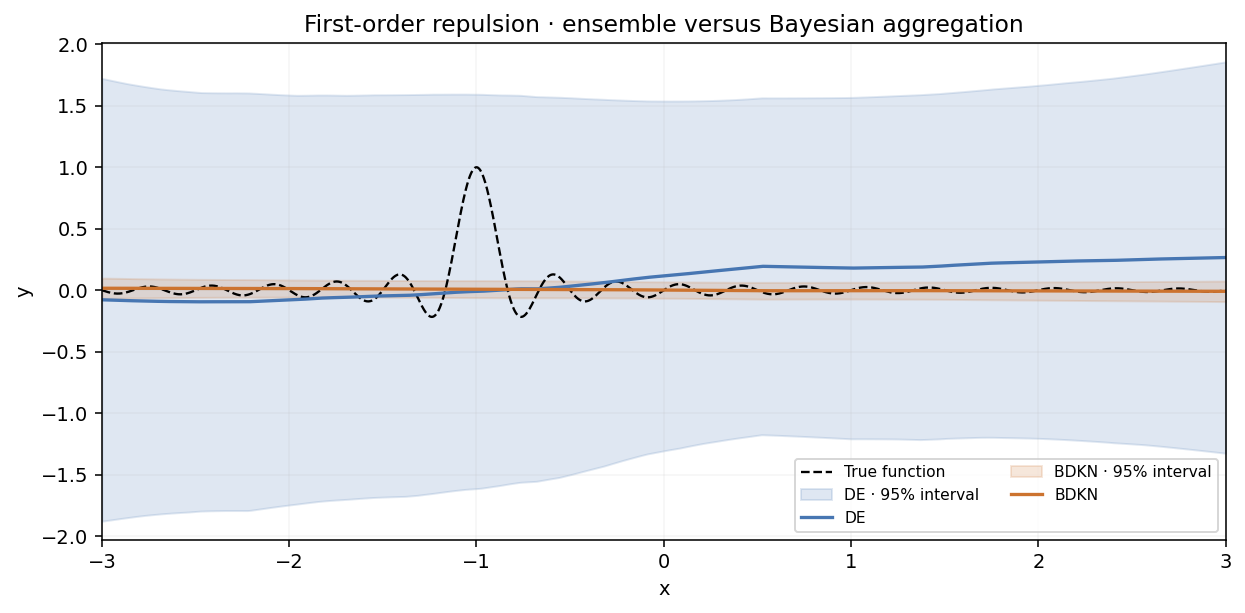 First-order repulsion · ensemble versus Bayesian aggregation
2.0
1.5
1.0
0.5
0.0
−0.5
−1.0
−1.5
−2.0
y
−3
−2
−1
0
1
2
3
x
True function
DE · 95% interval
DE
BDKN · 95% interval
BDKN